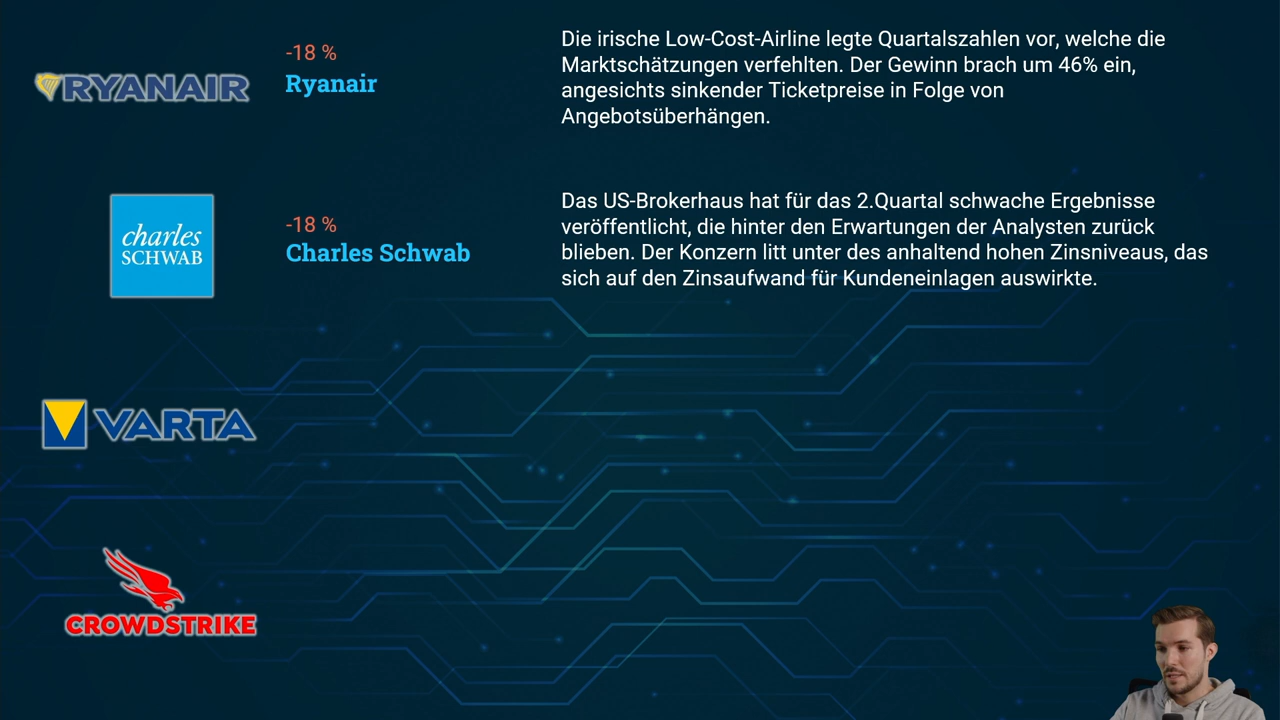 RYANAIR
-18 %
Ryanair
Die irische Low-Cost-Airline legte Quartalszahlen vor, welche die
Marktschätzungen verfehlten. Der Gewinn brach um 46% ein,
angesichts sinkender Ticketpreise in Folge von
Angebotsüberhängen.
charles
SCHWAB
-18 %
Charles Schwab
Das US-Brokerhaus hat für das 2.Quartal schwache Ergebnisse
veröffentlicht, die hinter den Erwartungen der Analysten zurück
blieben. Der Konzern litt unter des anhaltend hohen Zinsniveaus, das
sich auf den Zinsaufwand für Kundeneinlagen auswirkte.
VARTA
CROWDSTRIKE